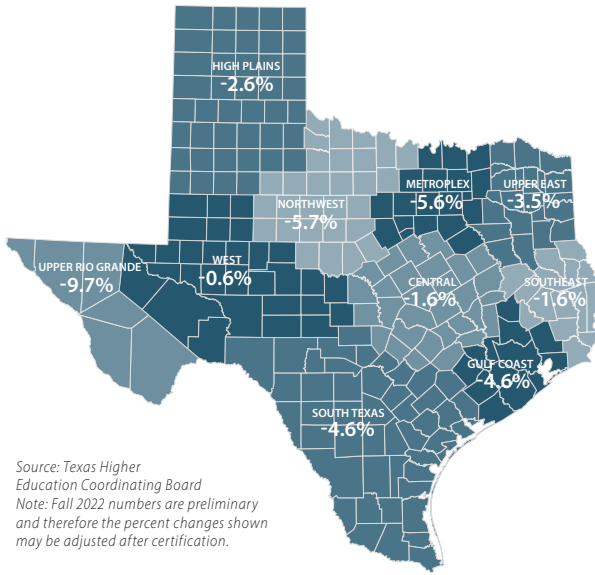 HIGH PLAINS
-2.6%
METROPLEX
-5.6%
UPPER EAST
-3.5%
NORTHWEST
-5.7%
WEST
-0.6%
UPPER RIO GRANDE
-9.7%
CENTRAL
-1.6%
SOUTHEAST
-1.6%
GULF COAST
-4.6%
SOUTH TEXAS
-4.6%
Source: Texas Higher
Education Coordinating Board
Note: Fall 2022 numbers are preliminary
and therefore the percent changes shown
may be adjusted after certification.